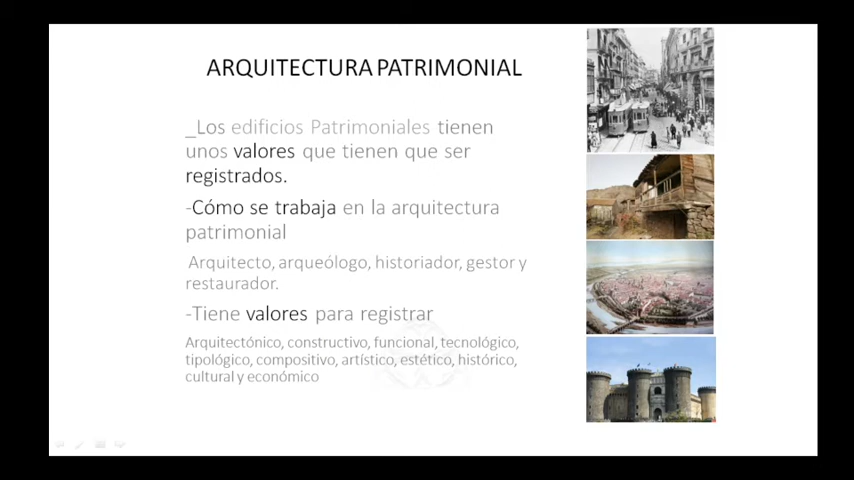 ARQUITECTURA PATRIMONIAL
_Los edificios Patrimoniales tienen
unos valores que tienen que ser
registrados.
-Cómo se trabaja en la arquitectura
patrimonial
Arquitecto, arqueólogo, historiador, gestor y
restaurador.
-Tiene valores para registrar
Arquitectónico, constructivo, funcional, tecnológico,
tipológico, compositivo, artístico, estético, histórico,
cultural y económico